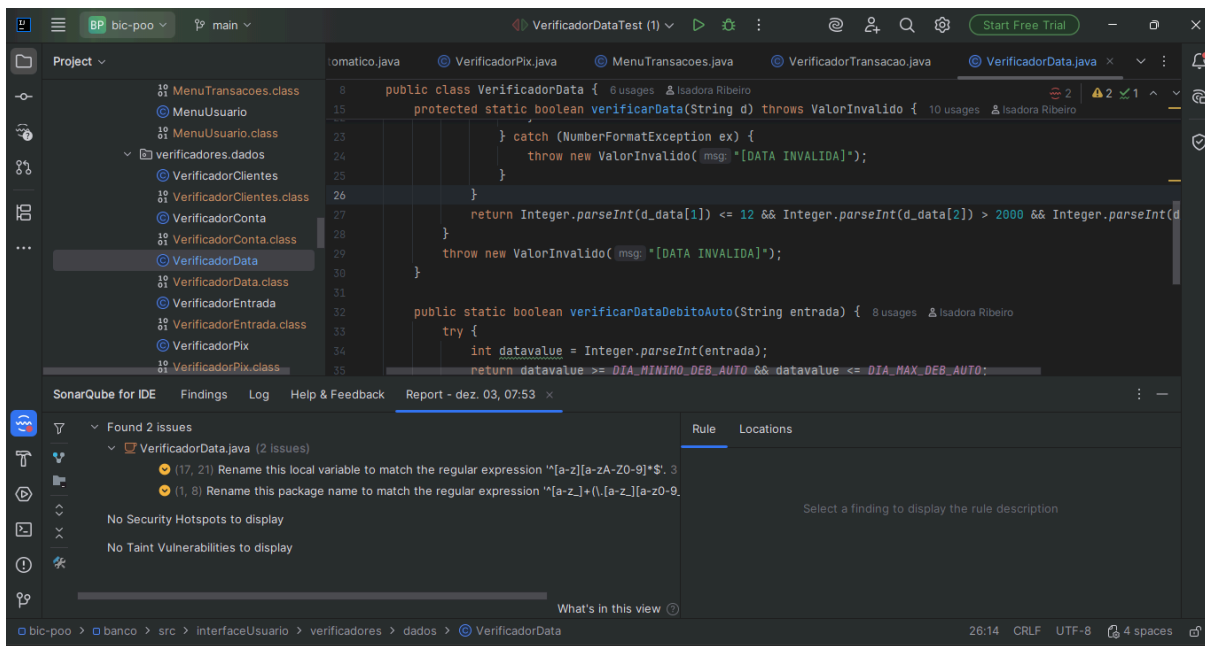 BP bic-poo main VerificadorDataTest (1) Start Free Trial
Project
omatico.java VerificadorPix.java MenuTransacoes.java VerificadorTransacao.java VerificadorData.java
MenuTransacoes.class
MenuUsuario
MenuUsuario.class
verificadores.dados
VerificadorClientes
VerificadorClientes.class
VerificadorConta
VerificadorConta.class
VerificadorData
VerificadorData.class
VerificadorEntrada
VerificadorEntrada.class
VerificadorPix
VerificadorPix.class
8 public class VerificadorData { 6 usages Isadora Ribeiro
2 2 1
15 protected static boolean verificarData(String d) throws ValorInvalido { 10 usages Isadora Ribeiro
23 } catch (NumberFormatException ex) {
24 throw new ValorInvalido( msg: "[DATA INVALIDA]");
25 }
26 }
27 return Integer.parseInt(d_data[1]) <= 12 && Integer.parseInt(d_data[2]) > 2000 && Integer.parseInt(d
28 }
29 throw new ValorInvalido( msg: "[DATA INVALIDA]");
30 }
31
32 public static boolean verificarDataDebitoAuto(String entrada) { 8 usages Isadora Ribeiro
33 try {
34 int datavalue = Integer.parseInt(entrada);
35 return datavalue >= DIA_MINIMO_DEB_AUTO && datavalue <= DIA_MAX_DEB_AUTO;
SonarQube for IDE Findings Log Help & Feedback Report - dez. 03, 07:53
Found 2 issues
VerificadorData.java (2 issues)
(17, 21) Rename this local variable to match the regular expression '^[a-z][a-zA-Z0-9]*$'. 3
(1, 8) Rename this package name to match the regular expression '^[a-z_]+(\.[a-z_][a-z0-9_
No Security Hotspots to display
No Taint Vulnerabilities to display
What's in this view
Rule Locations
Select a finding to display the rule description
bic-poo > banco > src > interfaceUsuario > verificadores > dados > VerificadorData 26:14 CRLF UTF-8 4 spaces